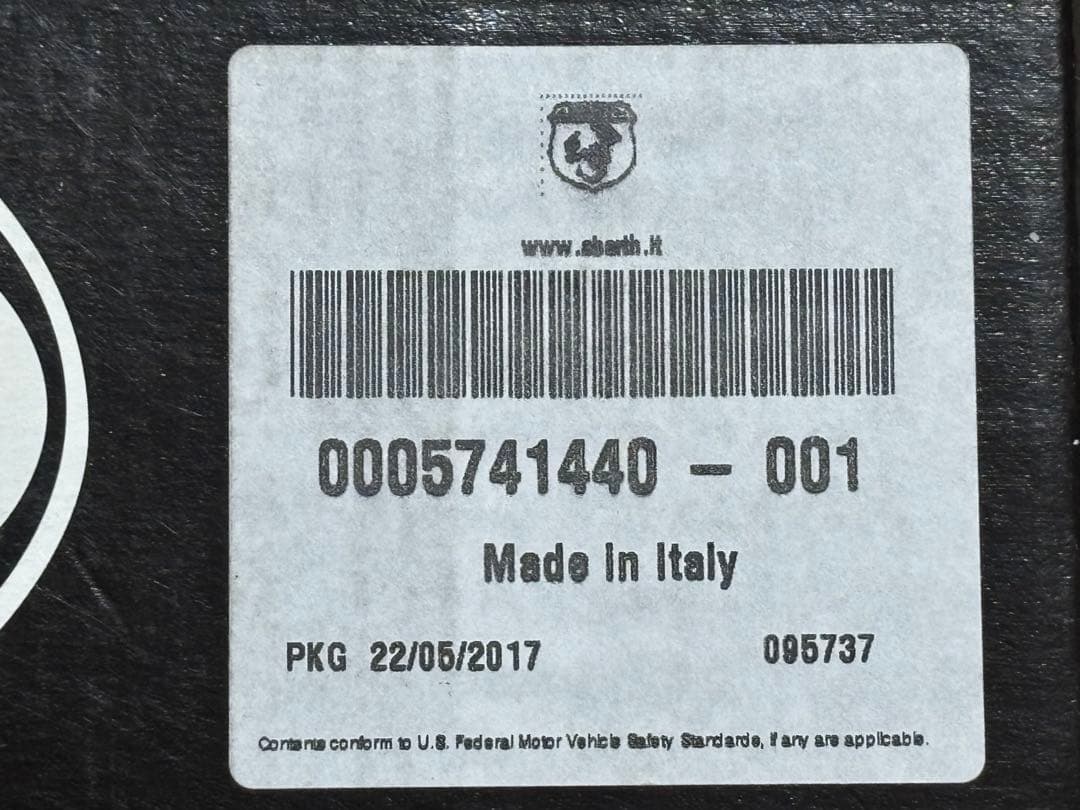 www.abarth.it
0005741440 - 001
Made in Italy
PKG 22/05/2017 095737
Contents conform to U.S. Federal Motor Vehicle Safety Standards, if any are applicable.